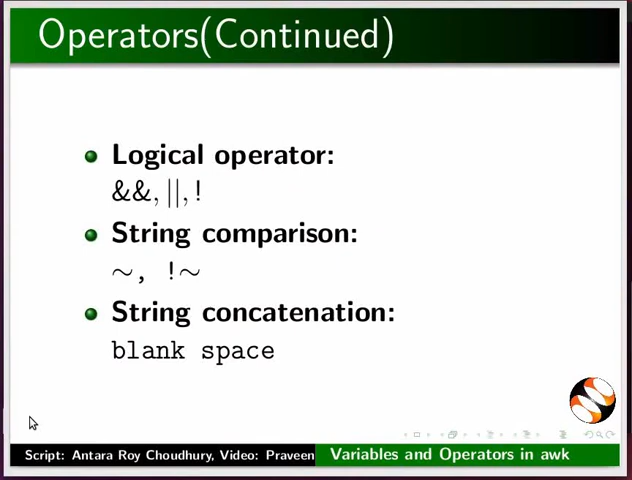 Operators(Continued)
Logical operator:
&&, ||, !
String comparison:
~, !~
String concatenation:
blank space
Script: Antara Roy Choudhury, Video: Praveen Variables and Operators in awk